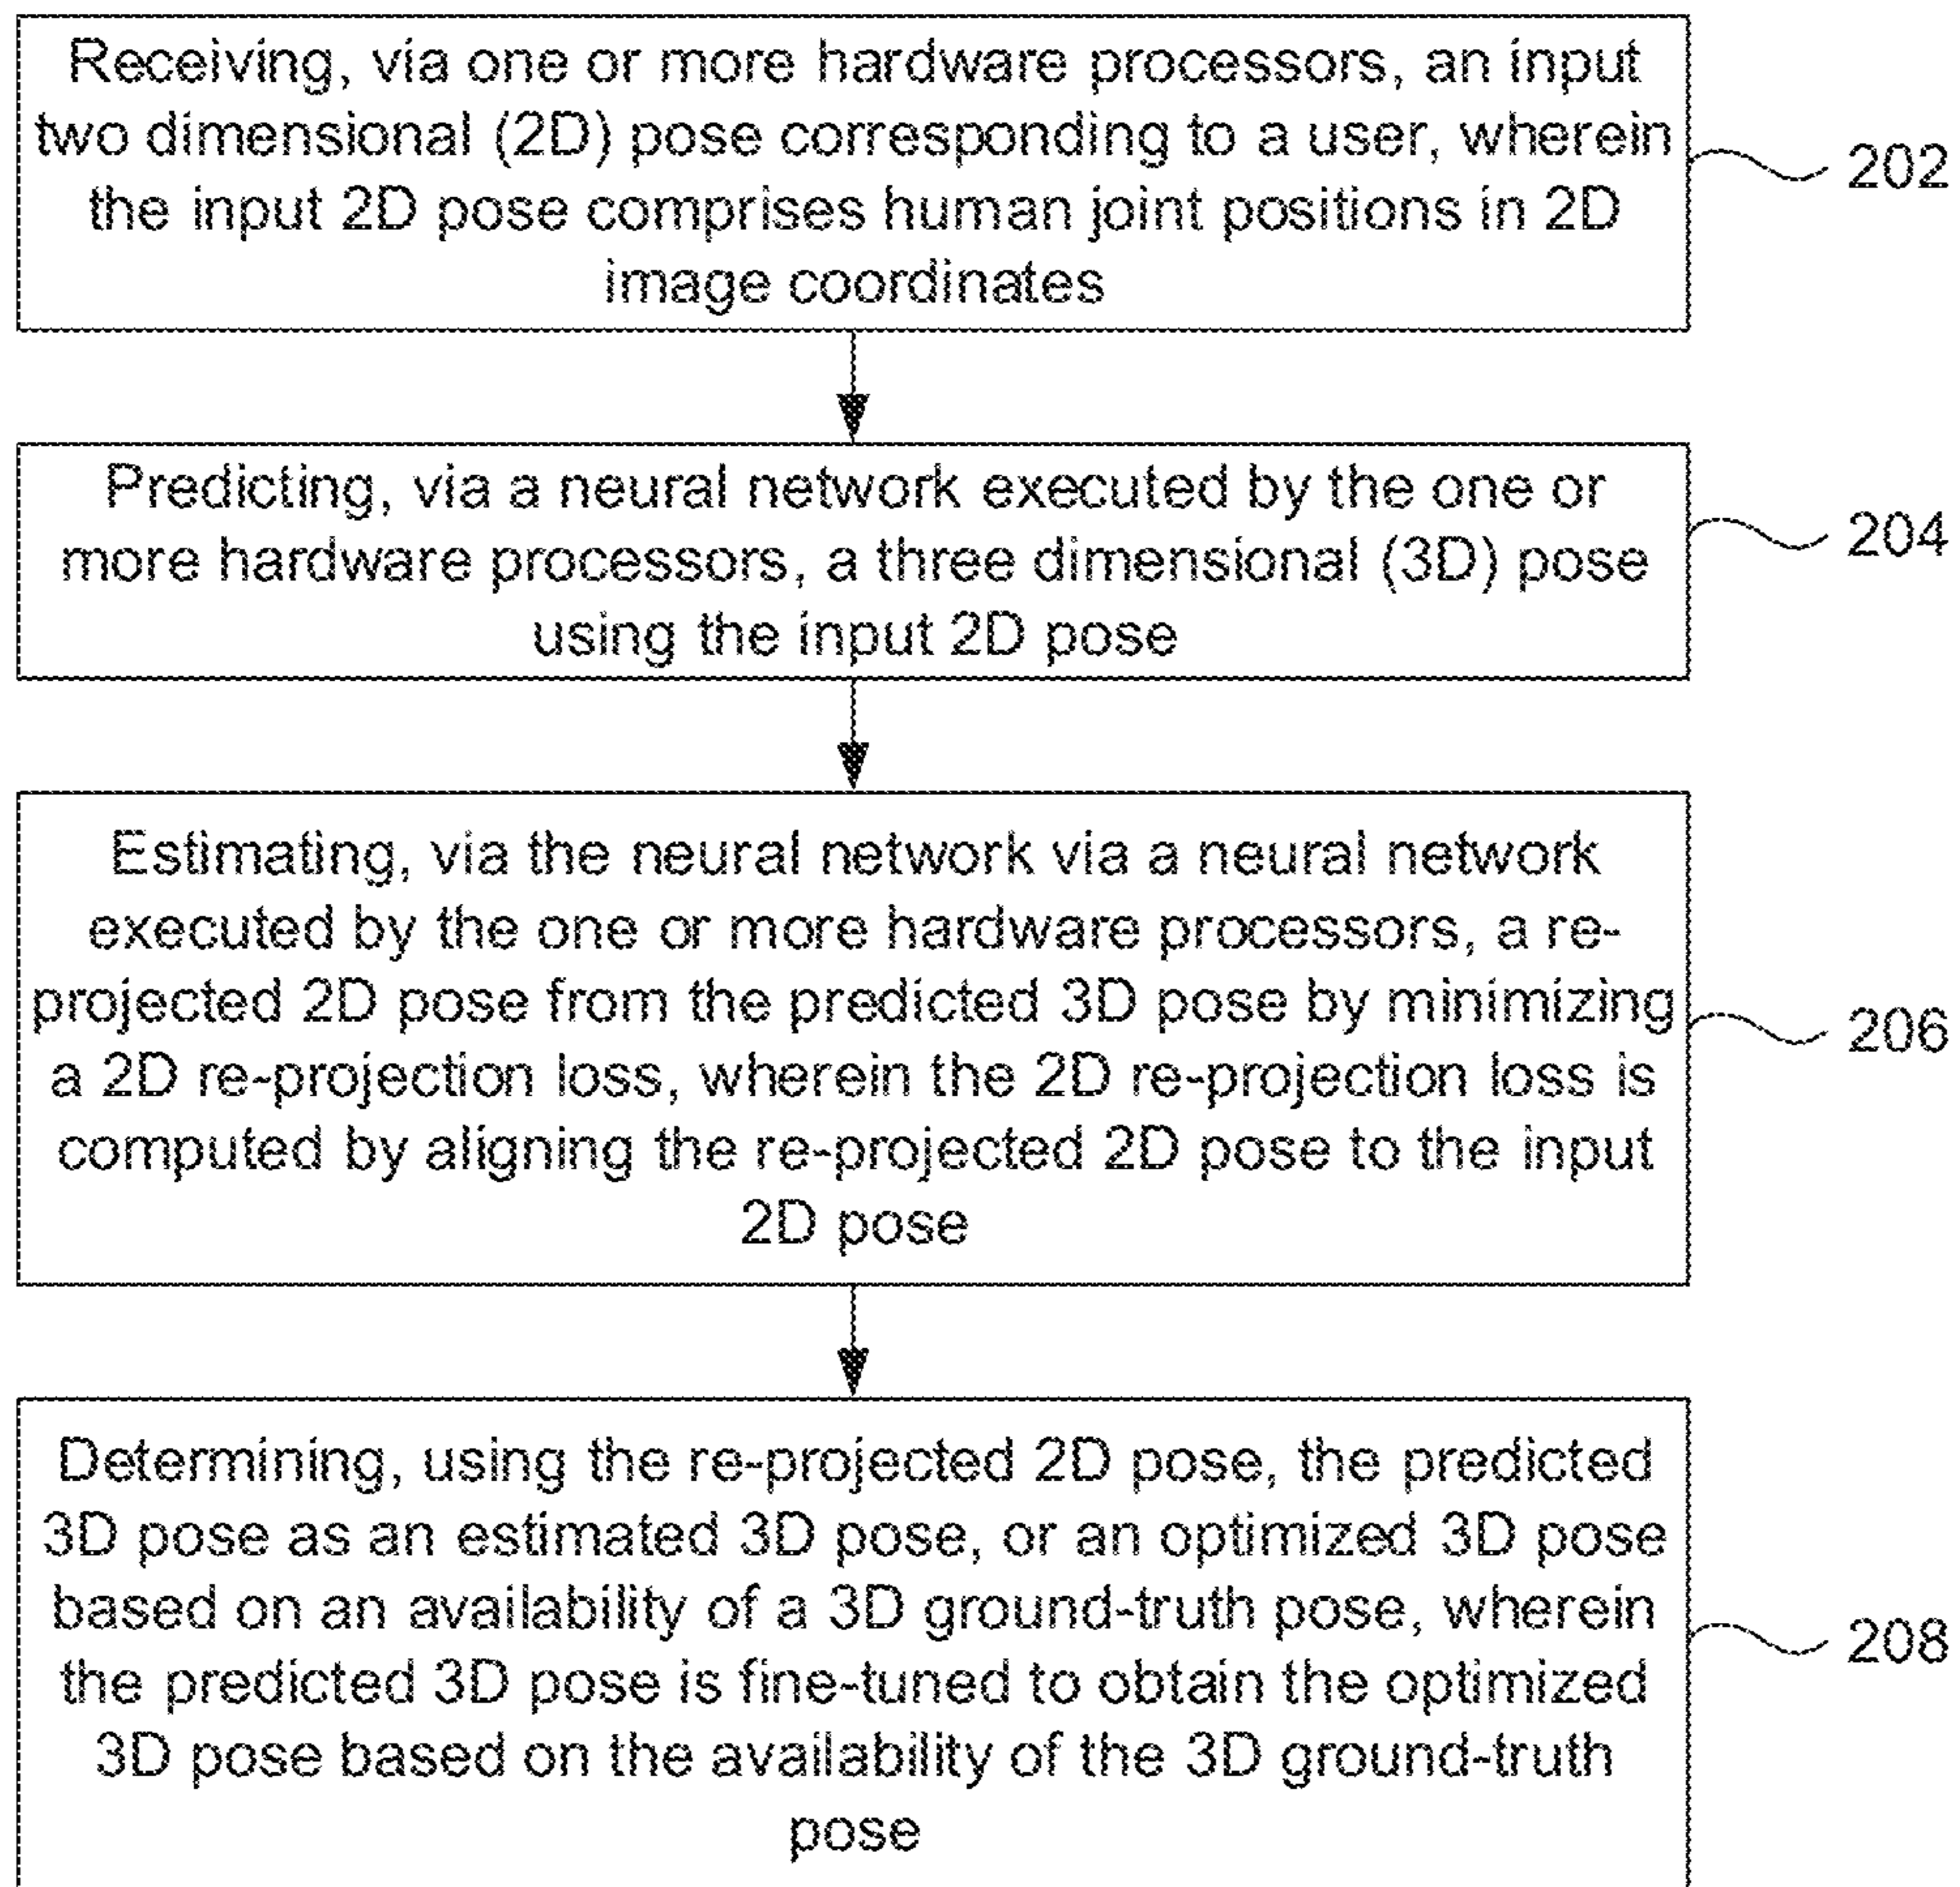 Receiving, via one or more hardware processors, an input
two dimensional (2D) pose corresponding to a user, wherein
the input 2D pose comprises human joint positions in 2D
image coordinates
202
Predicting, via a neural network executed by the one or
more hardware processors, a three dimensional (3D) pose
using the input 2D pose
204
Estimating, via the neural network via a neural network
executed by the one or more hardware processors, a re-
projected 2D pose from the predicted 3D pose by minimizing
a 2D re-projection loss, wherein the 2D re-projection loss is
computed by aligning the re-projected 2D pose to the input
2D pose
206
Determining, using the re-projected 2D pose, the predicted
3D pose as an estimated 3D pose, or an optimized 3D pose
based on an availability of a 3D ground-truth pose, wherein
the predicted 3D pose is fine-tuned to obtain the optimized
3D pose based on the availability of the 3D ground-truth
pose
208